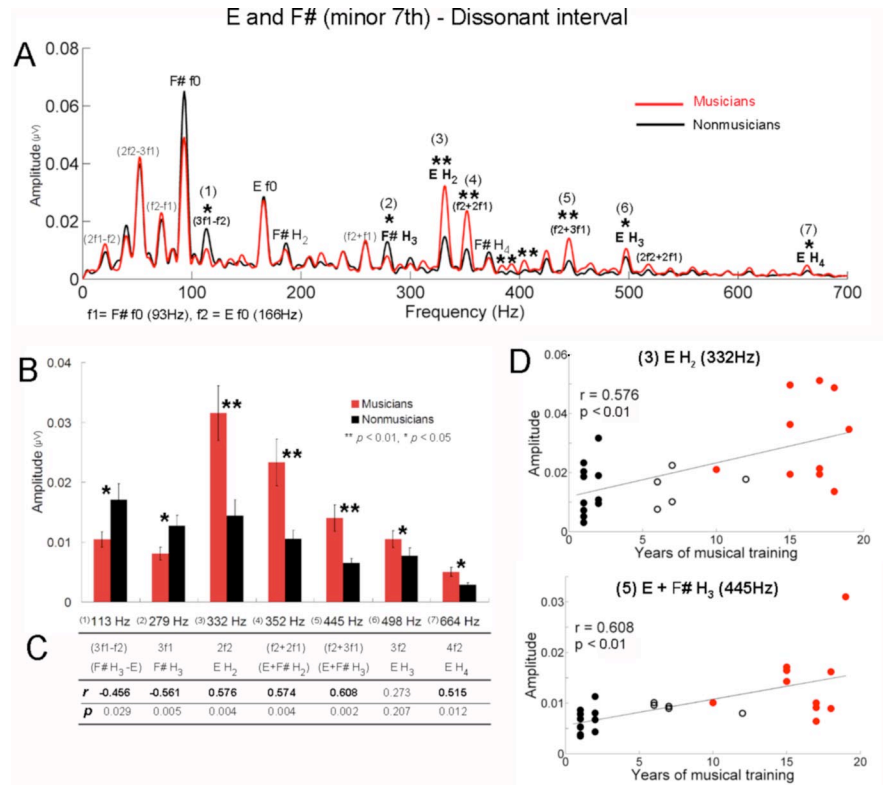 E and F# (minor 7th) - Dissonant interval
A
0.08
0.06
0.04
0.02
0
Amplitude (μV)
F# f0
(2f2-3f1)
(2f1-f2)
(f2-f1)
(1)
*
(3f1-f2)
E f0
F# H2
(f2+f1)
(2)
*
F# H3
(3)
**
E H2
(4)
**
(f2+2f1)
F# H4
** **
(5)
**
(f2+3f1)
(6)
*
E H3
(2f2+2f1)
(7)
*
E H4
Musicians
Nonmusicians
0 100 200 300 400 500 600 700
f1= F# f0 (93Hz), f2 = E f0 (166Hz)
Frequency (Hz)
B
0.04
0.03
0.02
0.01
0
Amplitude (μV)
Musicians
Nonmusicians
** p < 0.01, * p < 0.05
* * ** ** ** * *
(1) 113 Hz (2) 279 Hz (3) 332 Hz (4) 352 Hz (5) 445 Hz (6) 498 Hz (7) 664 Hz
C
(3f1-f2) 3f1 2f2 (f2+2f1) (f2+3f1) 3f2 4f2
(F# H3 -E) F# H3 E H2 (E+F# H2) (E+F# H3) E H3 E H4
r -0.456 -0.561 0.576 0.574 0.608 0.273 0.515
p 0.029 0.005 0.004 0.004 0.002 0.207 0.012
D
(3) E H2 (332Hz)
r = 0.576
p < 0.01
0.06
0.04
0.02
0
Amplitude
0 5 10 15 20
Years of musical training
(5) E + F# H3 (445Hz)
r = 0.608
p < 0.01
0.03
0.02
0.01
0
Amplitude
0 5 10 15 20
Years of musical training